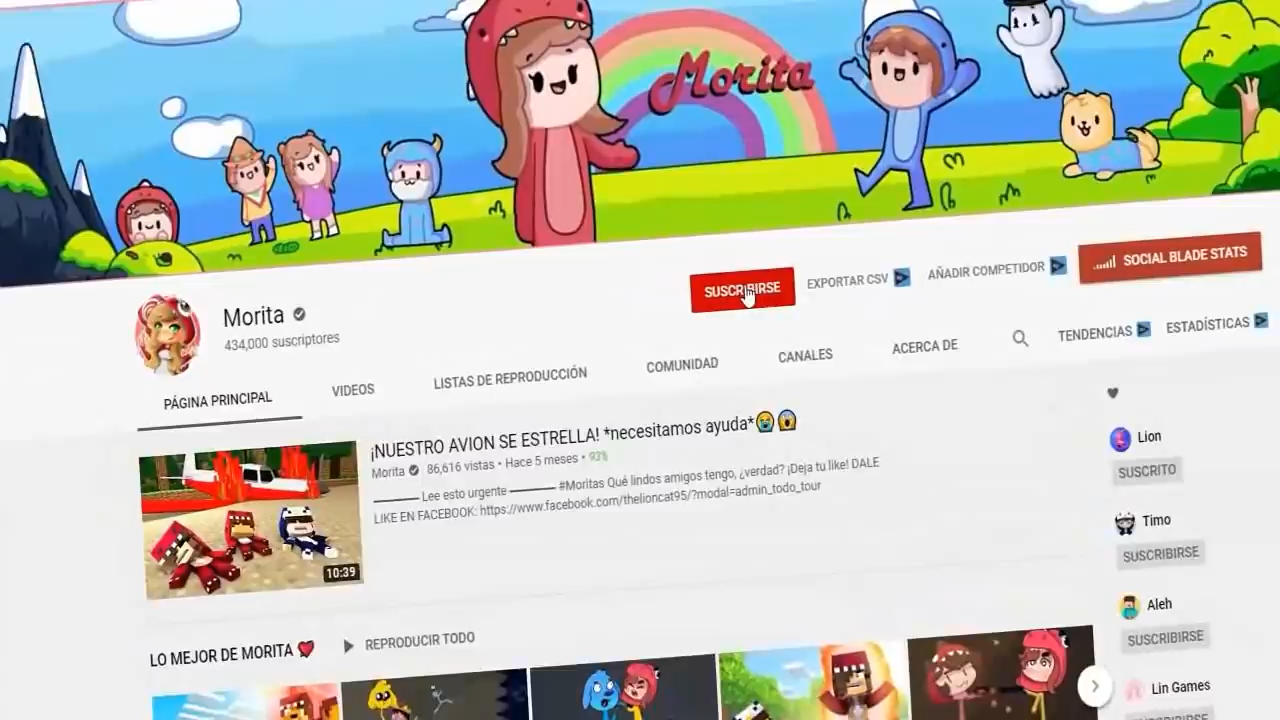 Morita
SUSCRIBIRSE
EXPORTAR CSV
AÑADIR COMPETIDOR
SOCIAL BLADE STATS
Morita
434,000 suscriptores
PÁGINA PRINCIPAL
VIDEOS
LISTAS DE REPRODUCCIÓN
COMUNIDAD
CANALES
ACERCA DE
TENDENCIAS
ESTADÍSTICAS
¡NUESTRO AVION SE ESTRELLA! *necesitamos ayuda*😭😱
Morita 86,616 vistas • Hace 5 meses • 93%
———— Lee esto urgente ———— #Moritas Qué lindos amigos tengo, ¿verdad? ¡Deja tu like! DALE
LIKE EN FACEBOOK: https://www.facebook.com/thelioncat95/?modal=admin_todo_tour
10:39
Lion
SUSCRITO
Timo
SUSCRIBIRSE
Aleh
SUSCRIBIRSE
Lin Games
SUSCRIBIRSE
LO MEJOR DE MORITA ❤
REPRODUCIR TODO